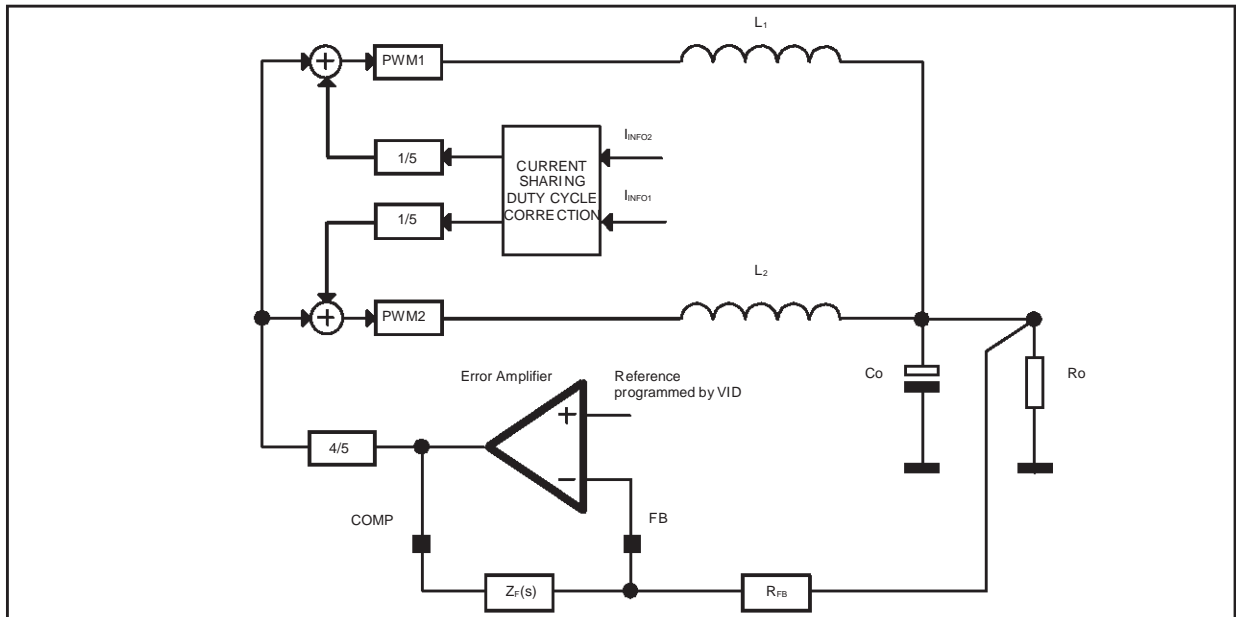 L1
PWM1
IINFO2
1/5
CURRENT
SHARING
DUTY CYCLE
CORRECTION
IINFO1
1/5
L2
PWM2
Error Amplifier
Reference
programmed by VID
Co
Ro
4/5
COMP
FB
ZF(s)
RFB